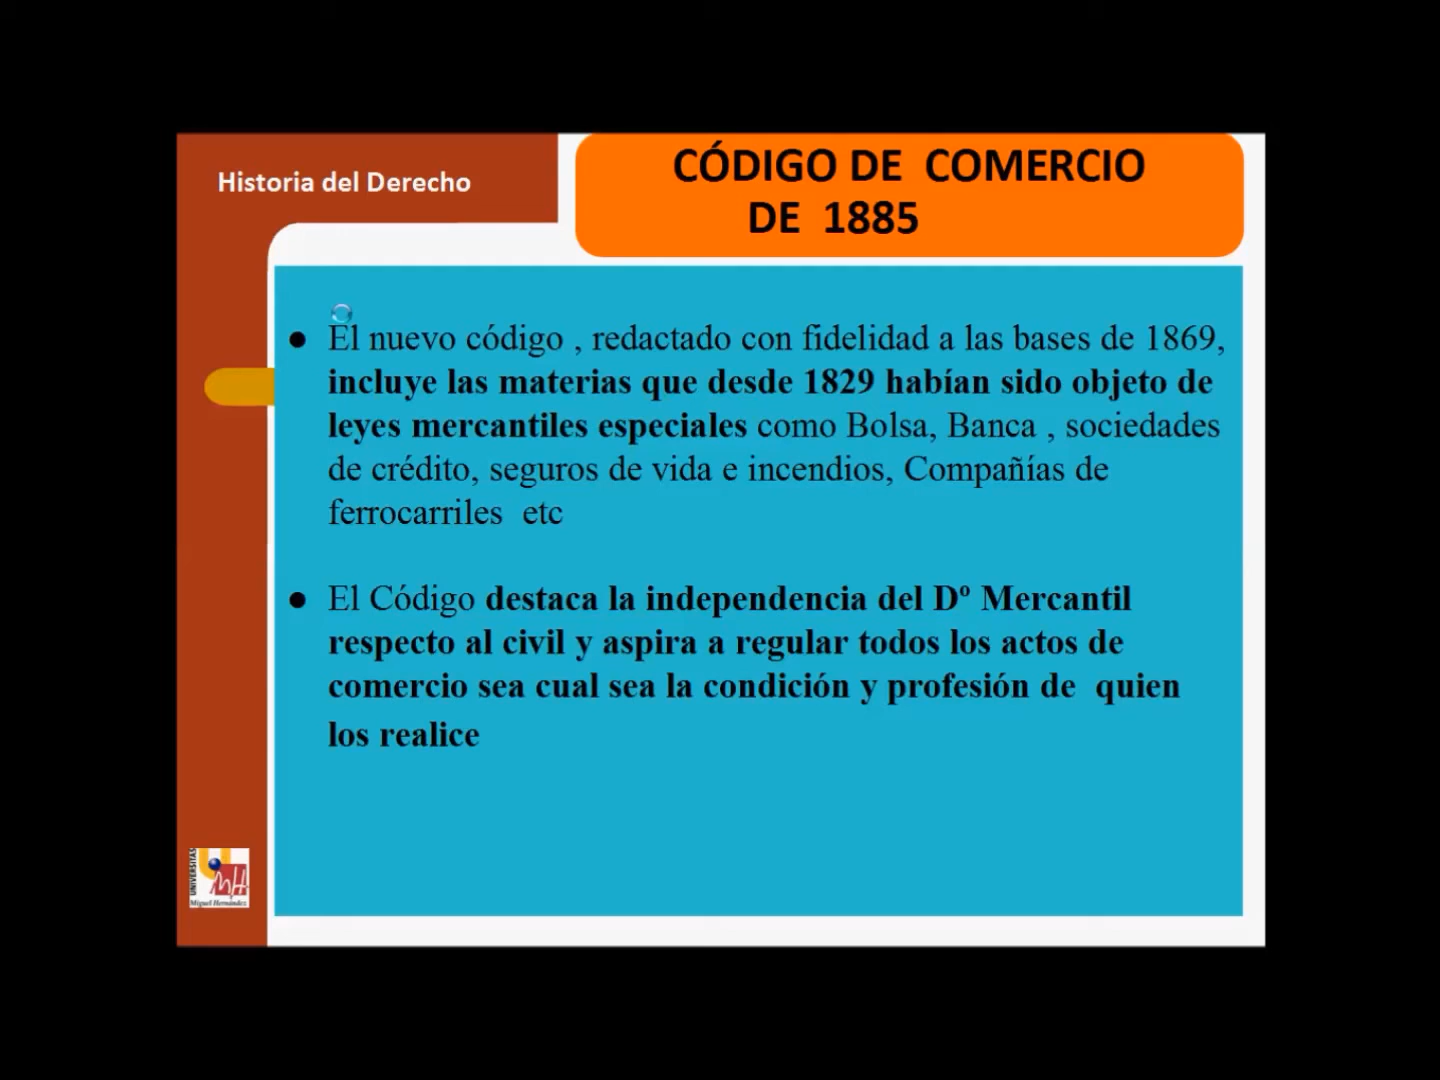 Historia del Derecho
CÓDIGO DE COMERCIO
DE 1885
El nuevo código , redactado con fidelidad a las bases de 1869,
incluye las materias que desde 1829 habían sido objeto de
leyes mercantiles especiales como Bolsa, Banca , sociedades
de crédito, seguros de vida e incendios, Compañías de
ferrocarriles etc
El Código destaca la independencia del Dº Mercantil
respecto al civil y aspira a regular todos los actos de
comercio sea cual sea la condición y profesión de quien
los realice
UNIVERSITAS
Miguel Hernández